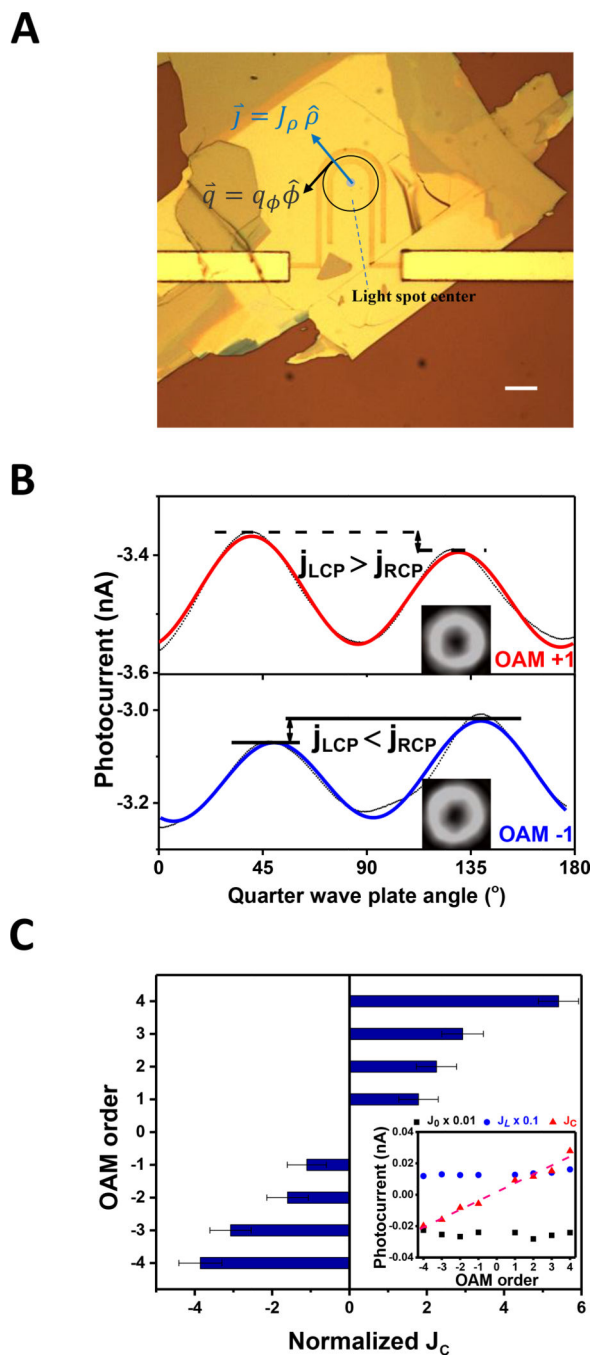 A
j⃗ = J_ρ ρ̂
q⃗ = q_ϕ ϕ̂
Light spot center
B
Photocurrent (nA)
-3.4
-3.6
j_LCP > j_RCP
OAM +1
-3.0
-3.2
j_LCP < j_RCP
OAM -1
0 45 90 135 180
Quarter wave plate angle (°)
C
OAM order
4
3
2
1
0
-1
-2
-3
-4
-4 -2 0 2 4 6
Normalized J_C
J_0 x 0.01 J_L x 0.1 J_C
Photocurrent (nA)
0.04
0.02
0.00
-0.02
-0.04
-4 -3 -2 -1 0 1 2 3 4
OAM order